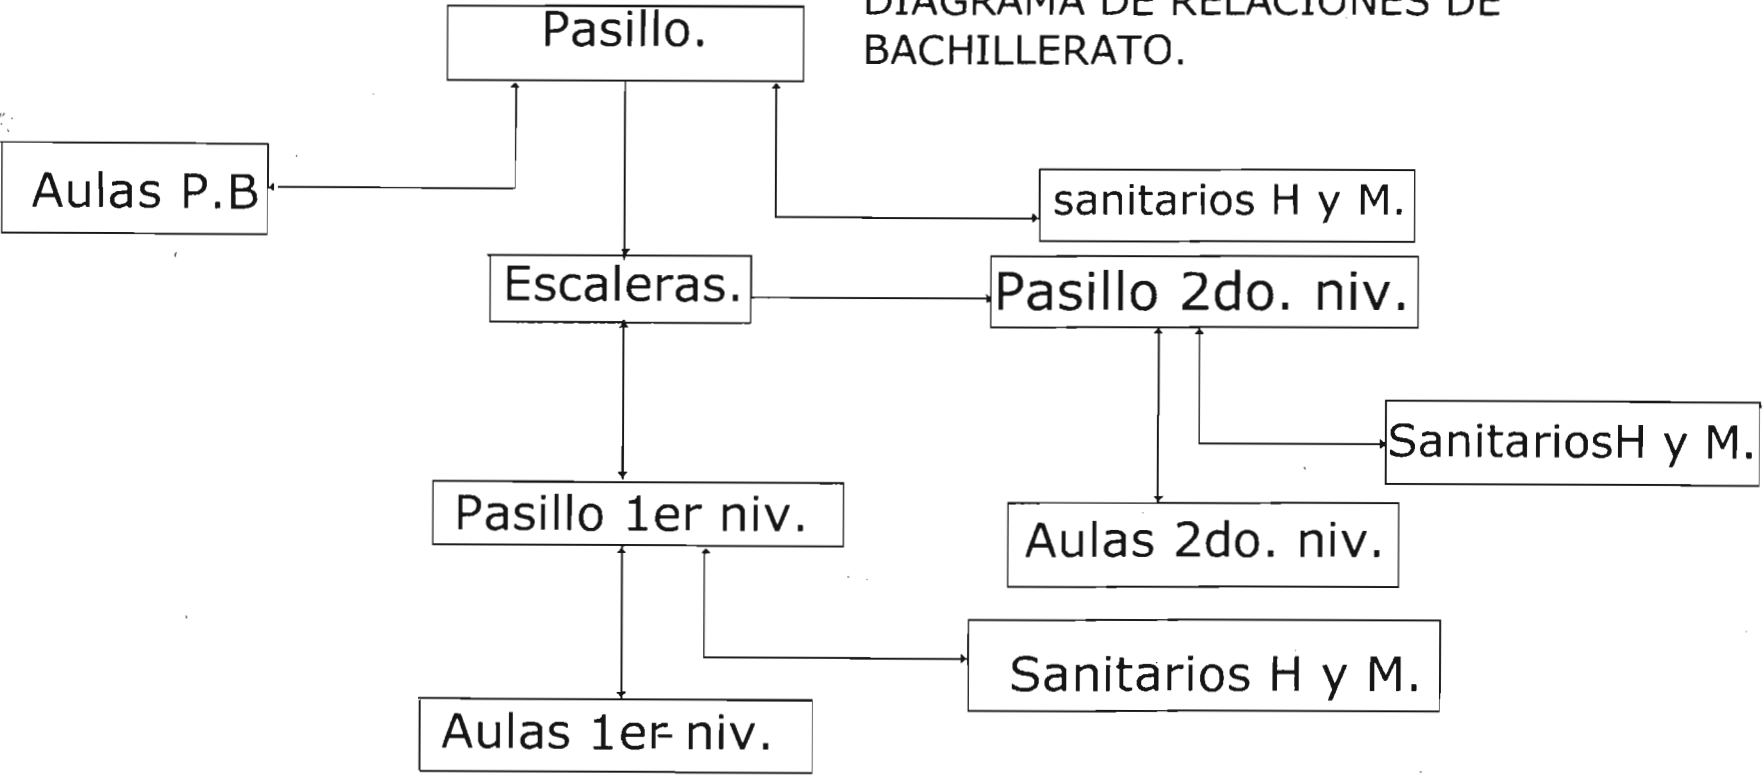 DIAGRAMA DE RELACIONES DE
BACHILLERATO.
Pasillo.
Aulas P.B
sanitarios H y M.
Escaleras.
Pasillo 2do. niv.
SanitariosH y M.
Pasillo 1er niv.
Aulas 2do. niv.
Sanitarios H y M.
Aulas 1er niv.